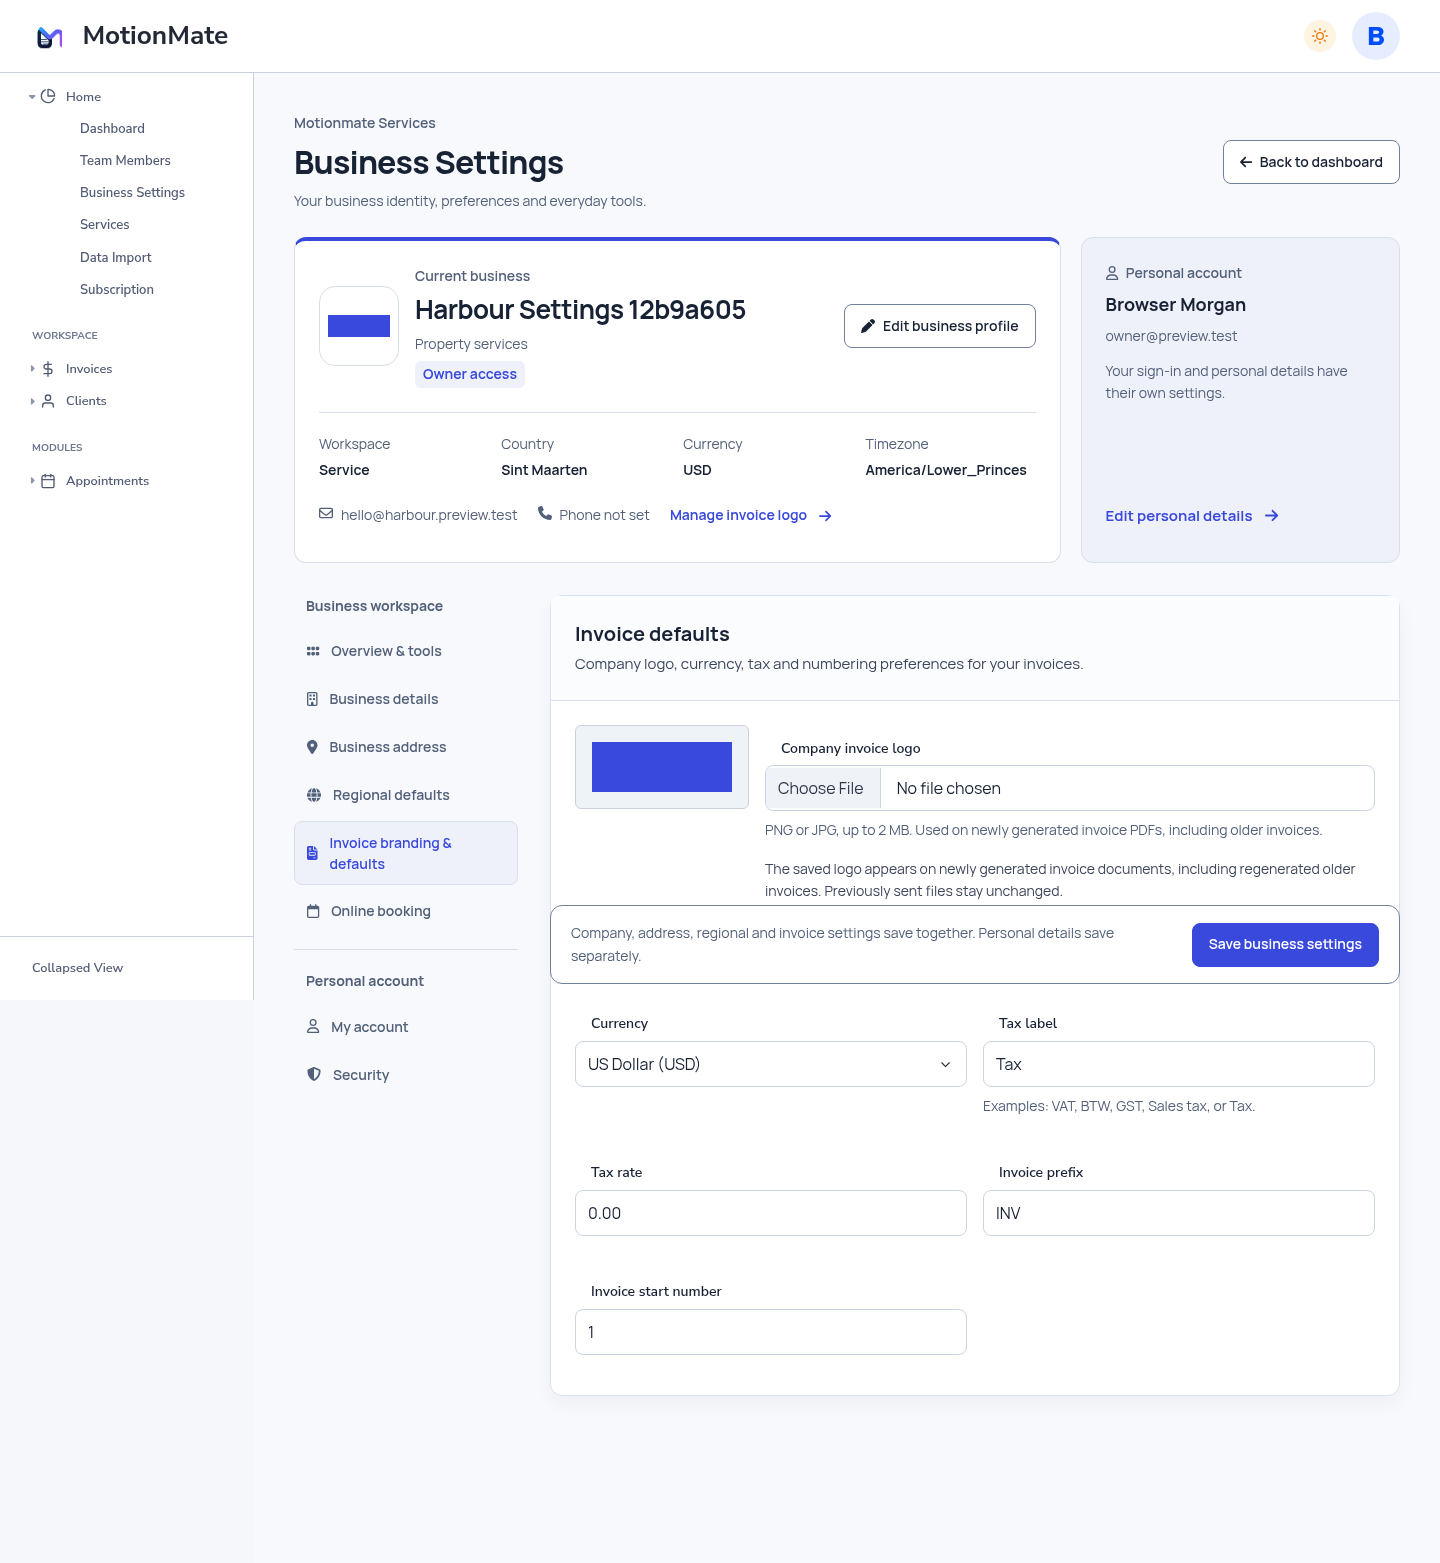 MotionMate
B
Home
Dashboard
Team Members
Business Settings
Services
Data Import
Subscription
WORKSPACE
Invoices
Clients
MODULES
Appointments
Collapsed View
Motionmate Services
Business Settings
Your business identity, preferences and everyday tools.
Back to dashboard
Current business
Harbour Settings 12b9a605
Property services
Owner access
Edit business profile
Workspace
Service
Country
Sint Maarten
Currency
USD
Timezone
America/Lower_Princes
hello@harbour.preview.test
Phone not set
Manage invoice logo
Personal account
Browser Morgan
owner@preview.test
Your sign-in and personal details have
their own settings.
Edit personal details
Business workspace
Overview & tools
Business details
Business address
Regional defaults
Invoice branding &
defaults
Online booking
Personal account
My account
Security
Invoice defaults
Company logo, currency, tax and numbering preferences for your invoices.
Company invoice logo
Choose File
No file chosen
PNG or JPG, up to 2 MB. Used on newly generated invoice PDFs, including older invoices.
The saved logo appears on newly generated invoice documents, including regenerated older
invoices. Previously sent files stay unchanged.
Company, address, regional and invoice settings save together. Personal details save
separately.
Save business settings
Currency
US Dollar (USD)
Tax label
Tax
Examples: VAT, BTW, GST, Sales tax, or Tax.
Tax rate
0.00
Invoice prefix
INV
Invoice start number
1